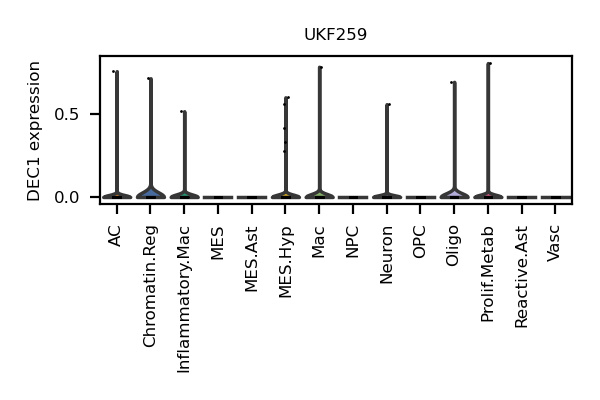 UKF259
DEC1 expression
0.5
0.0
AC
Chromatin.Reg
Inflammatory.Mac
MES
MES.Ast
MES.Hyp
Mac
NPC
Neuron
OPC
Oligo
Prolif.Metab
Reactive.Ast
Vasc